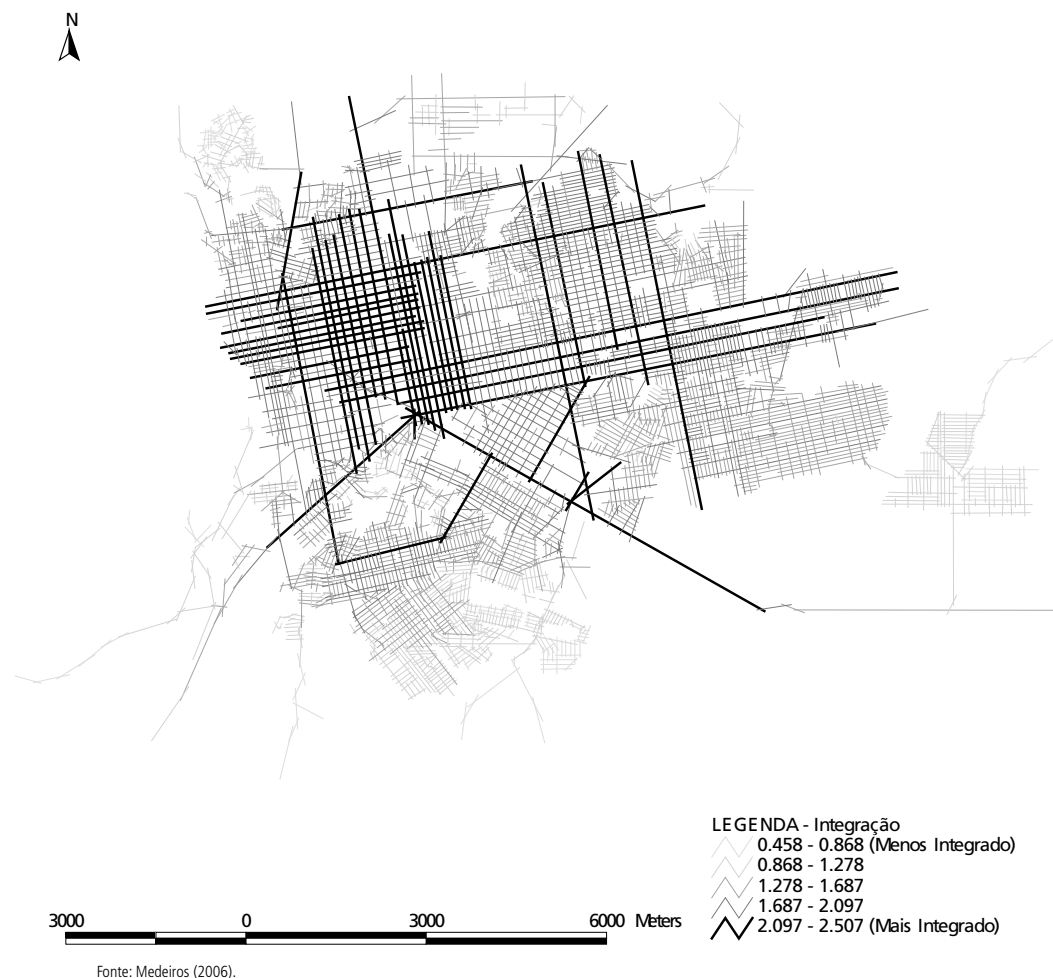 N
LEGENDA - Integração
0.458 - 0.868 (Menos Integrado)
0.868 - 1.278
1.278 - 1.687
1.687 - 2.097
2.097 - 2.507 (Mais Integrado)
3000 0 3000 6000 Meters
Fonte: Medeiros (2006).